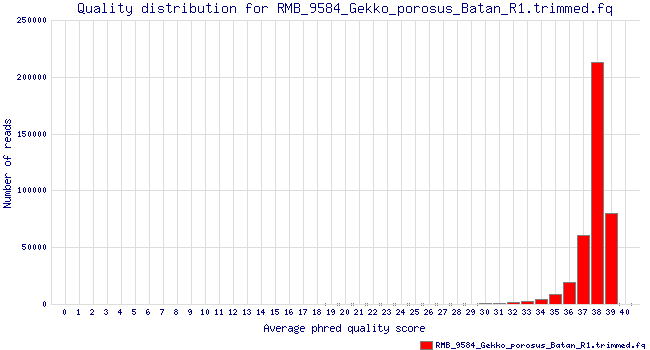 Quality distribution for RMB_9584_Gekko_porosus_Batan_R1.trimmed.fq
250000
200000
150000
100000
50000
0
Number of reads
0 1 2 3 4 5 6 7 8 9 10 11 12 13 14 15 16 17 18 19 20 21 22 23 24 25 26 27 28 29 30 31 32 33 34 35 36 37 38 39 40
Average phred quality score
RMB_9584_Gekko_porosus_Batan_R1.trimmed.fq